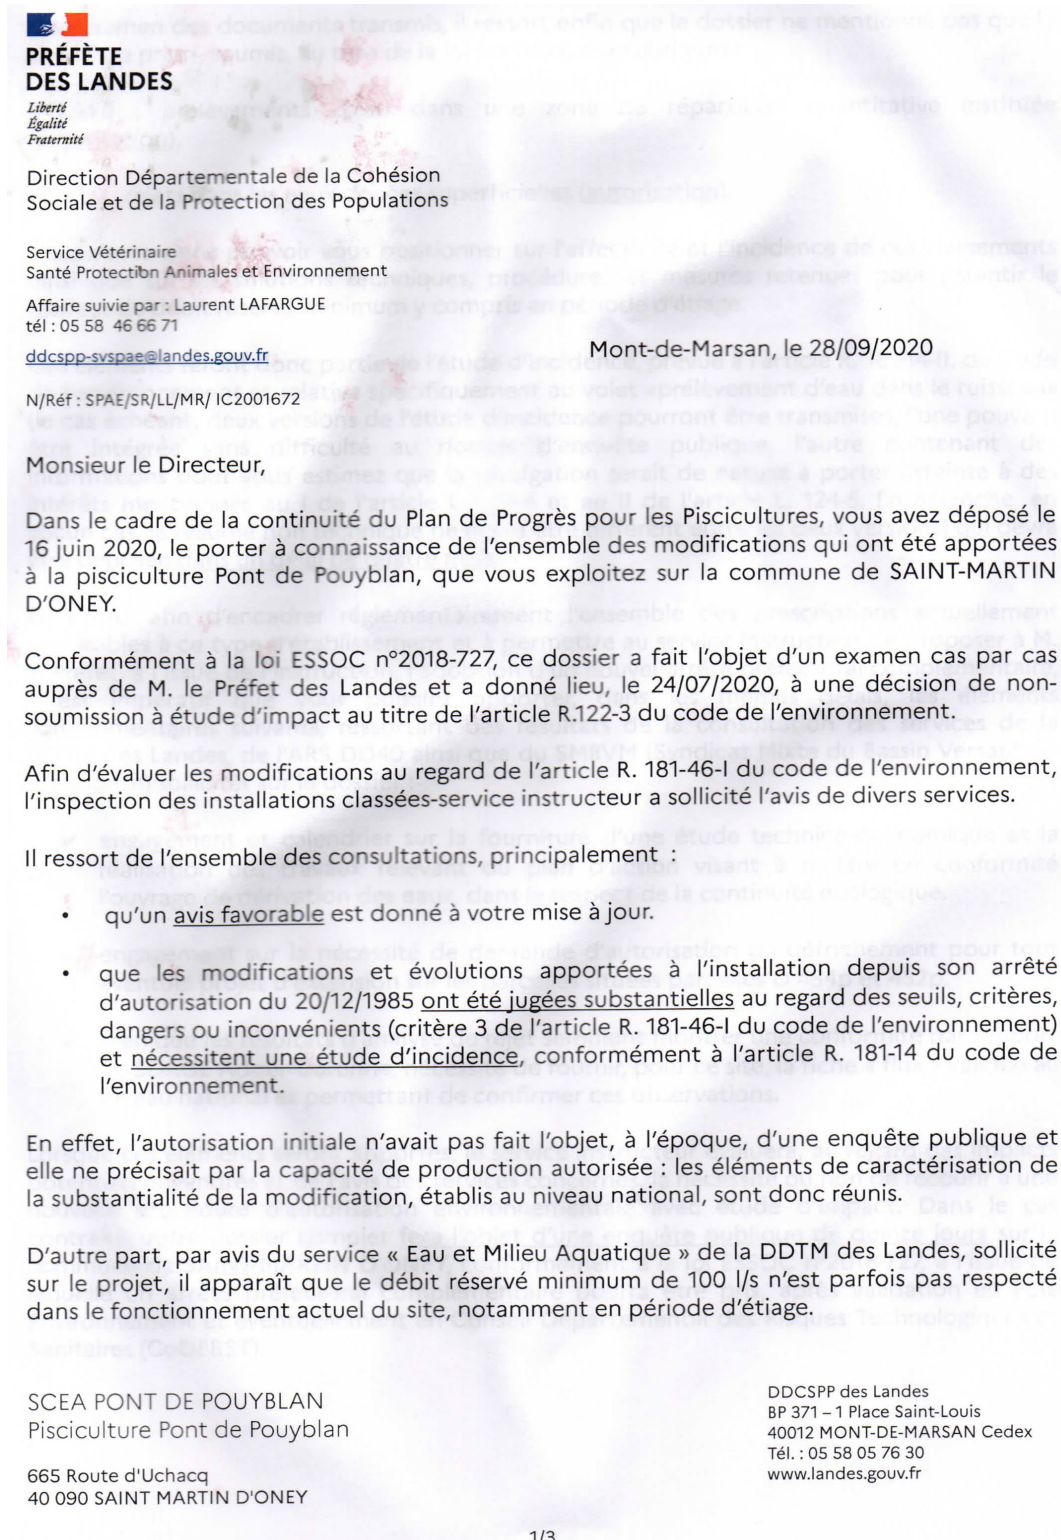 PRÉFÈTE
DES LANDES
Liberté
Égalité
Fraternité
Direction Départementale de la Cohésion
Sociale et de la Protection des Populations
Service Vétérinaire
Santé Protection Animales et Environnement
Affaire suivie par : Laurent LAFARGUE
tél : 05 58 46 66 71
ddcspp-svspae@landes.gouv.fr
Mont-de-Marsan, le 28/09/2020
N/Réf : SPAE/SR/LL/MR/ IC2001672
Monsieur le Directeur,
Dans le cadre de la continuité du Plan de Progrès pour les Piscicultures, vous avez déposé le
16 juin 2020, le porter à connaissance de l'ensemble des modifications qui ont été apportées
à la pisciculture Pont de Pouyblan, que vous exploitez sur la commune de SAINT-MARTIN
D'ONEY.
Conformément à la loi ESSOC n°2018-727, ce dossier a fait l'objet d'un examen cas par cas
auprès de M. le Préfet des Landes et a donné lieu, le 24/07/2020, à une décision de non-
soumission à étude d'impact au titre de l'article R.122-3 du code de l'environnement.
Afin d'évaluer les modifications au regard de l'article R. 181-46-I du code de l'environnement,
l'inspection des installations classées-service instructeur a sollicité l'avis de divers services.
Il ressort de l'ensemble des consultations, principalement :
• qu'un avis favorable est donné à votre mise à jour.
• que les modifications et évolutions apportées à l'installation depuis son arrêté
d'autorisation du 20/12/1985 ont été jugées substantielles au regard des seuils, critères,
dangers ou inconvénients (critère 3 de l'article R. 181-46-I du code de l'environnement)
et nécessitent une étude d'incidence, conformément à l'article R. 181-14 du code de
l'environnement.
En effet, l'autorisation initiale n'avait pas fait l'objet, à l'époque, d'une enquête publique et
elle ne précisait par la capacité de production autorisée : les éléments de caractérisation de
la substantialité de la modification, établis au niveau national, sont donc réunis.
D'autre part, par avis du service « Eau et Milieu Aquatique » de la DDTM des Landes, sollicité
sur le projet, il apparaît que le débit réservé minimum de 100 l/s n'est parfois pas respecté
dans le fonctionnement actuel du site, notamment en période d'étiage.
SCEA PONT DE POUYBLAN
Pisciculture Pont de Pouyblan
665 Route d'Uchacq
40 090 SAINT MARTIN D'ONEY
DDCSPP des Landes
BP 371 – 1 Place Saint-Louis
40012 MONT-DE-MARSAN Cedex
Tél. : 05 58 05 76 30
www.landes.gouv.fr
1/3